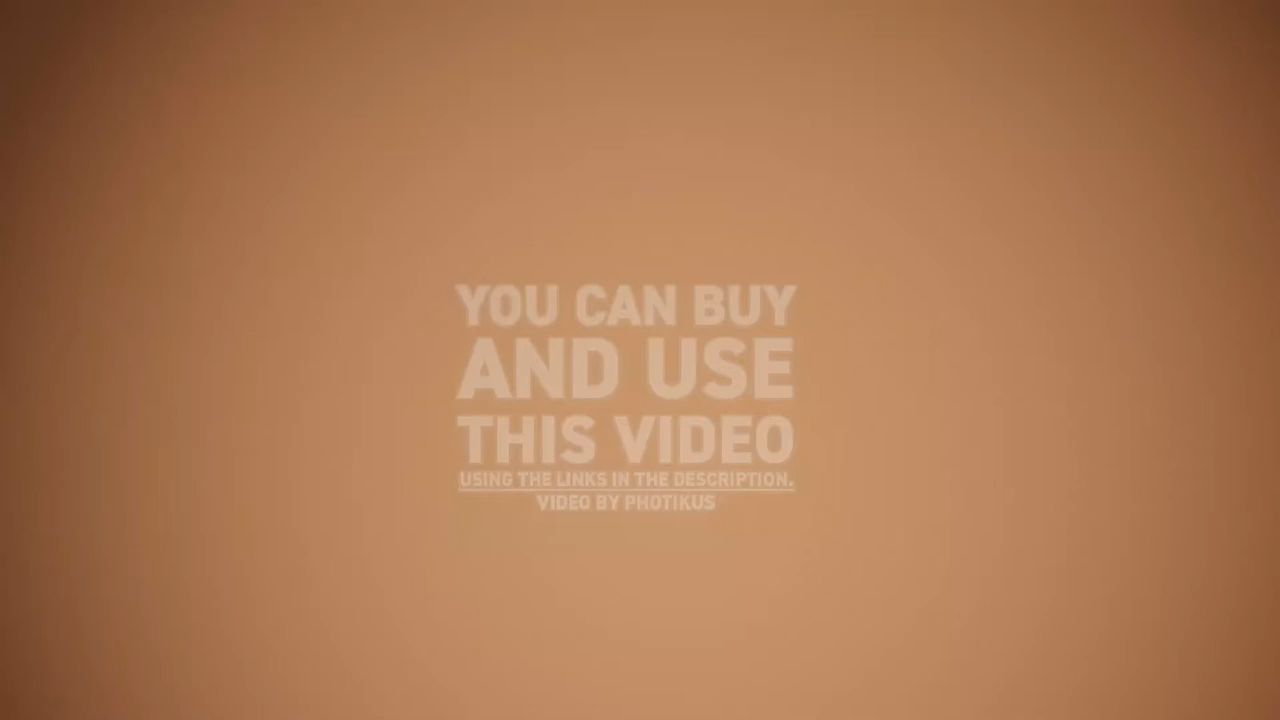 YOU CAN BUY
AND USE
THIS VIDEO
USING THE LINKS IN THE DESCRIPTION.
VIDEO BY PHOTIKUS